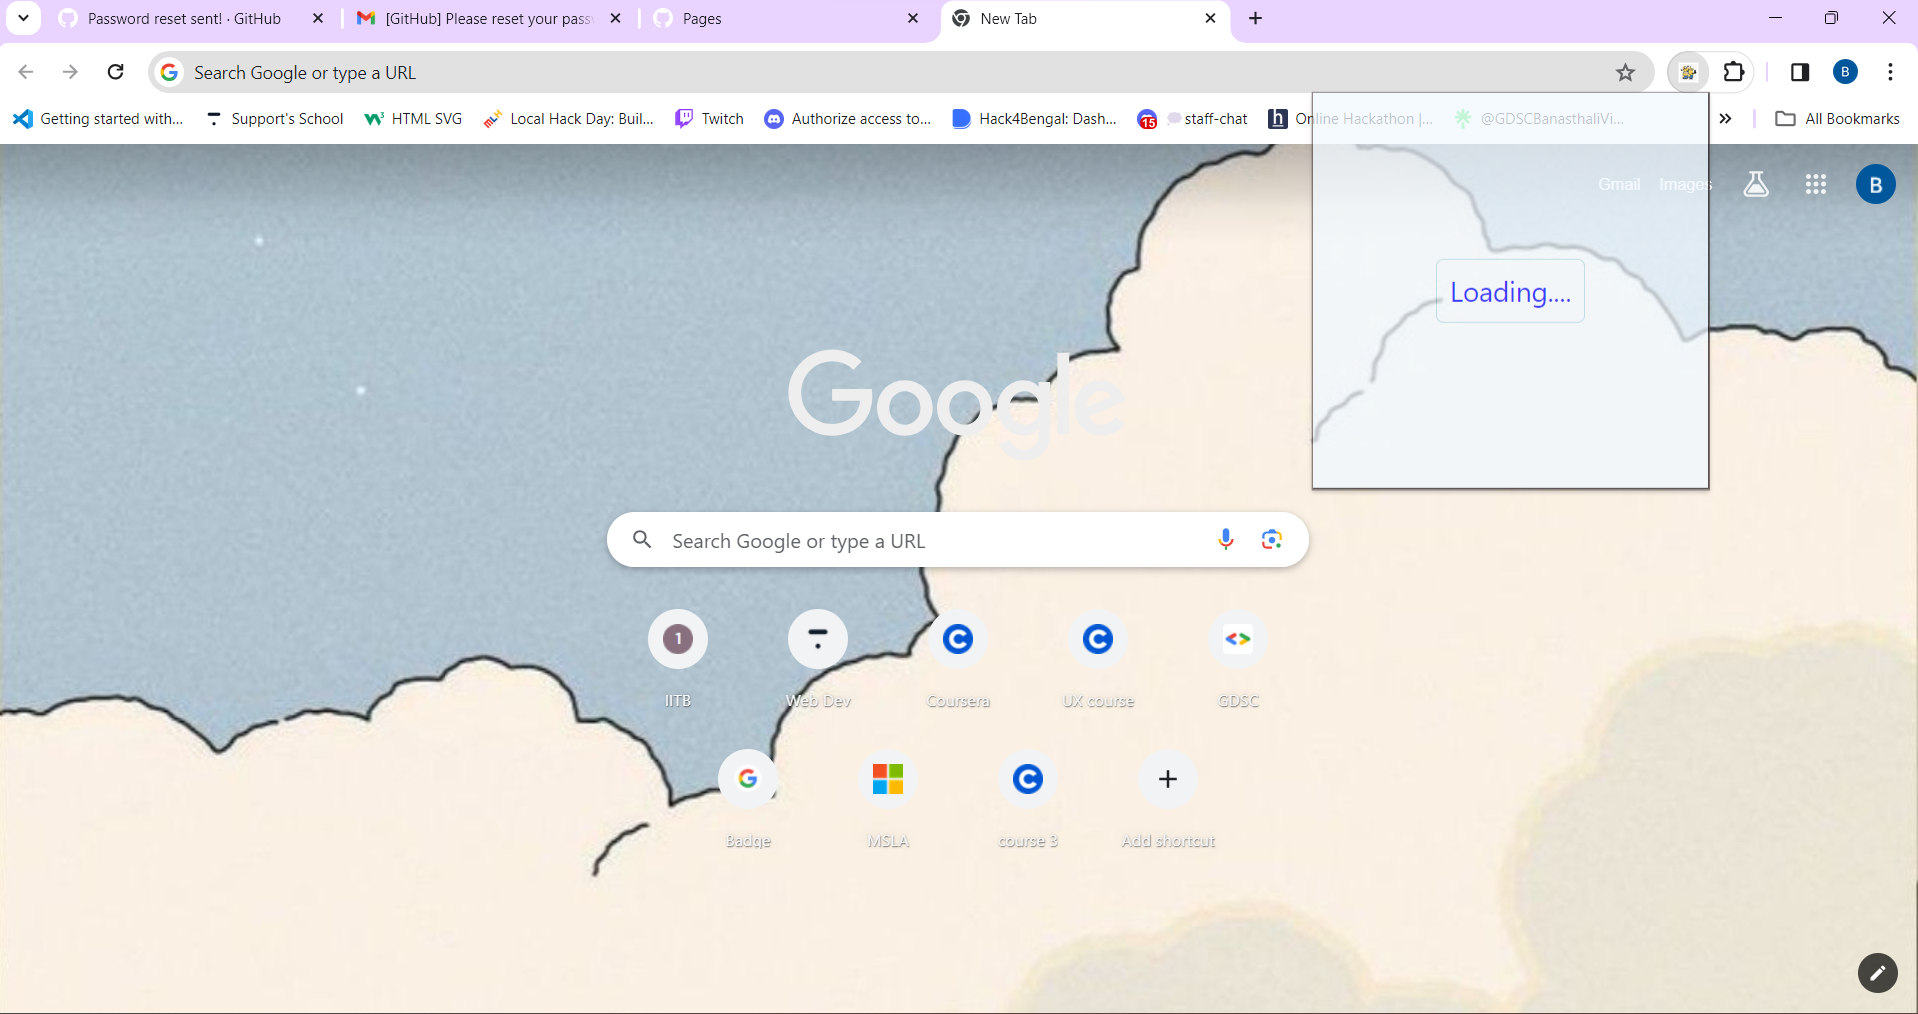 Password reset sent! · GitHub
[GitHub] Please reset your pass
Pages
New Tab
Search Google or type a URL
B
Getting started with...
Support's School
HTML SVG
Local Hack Day: Buil...
Twitch
Authorize access to...
Hack4Bengal: Dash...
15
staff-chat
h
Online Hackathon |...
@GDSCBanasthaliVi...
All Bookmarks
Gmail
Images
B
Loading....
Google
Search Google or type a URL
1
IITB
Web Dev
Coursera
UX course
GDSC
Badge
MSLA
course 3
Add shortcut